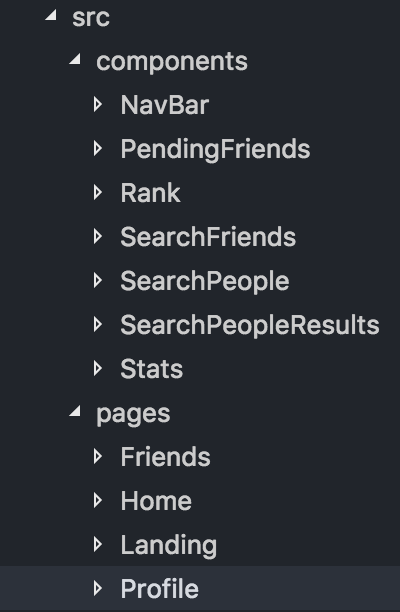 src
components
NavBar
PendingFriends
Rank
SearchFriends
SearchPeople
SearchPeopleResults
Stats
pages
Friends
Home
Landing
Profile